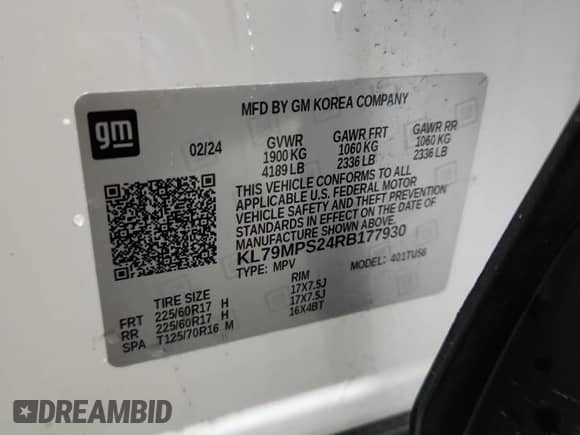 MFD BY GM KOREA COMPANY
gm
02/24 GVWR GAWR FRT GAWR RR
1900 KG 1060 KG 1060 KG
4189 LB 2336 LB 2336 LB
THIS VEHICLE CONFORMS TO ALL
APPLICABLE U.S. FEDERAL MOTOR
VEHICLE SAFETY AND THEFT PREVENTION
STANDARDS IN EFFECT ON THE DATE OF
MANUFACTURE SHOWN ABOVE.
KL79MPS24RB177930
TYPE: MPV MODEL: 401TU56
TIRE SIZE RIM
FRT 225/60R17 H 17X7.5J
RR 225/60R17 H 17X7.5J
SPA T125/70R16 M 16X4BT
DREAMBID